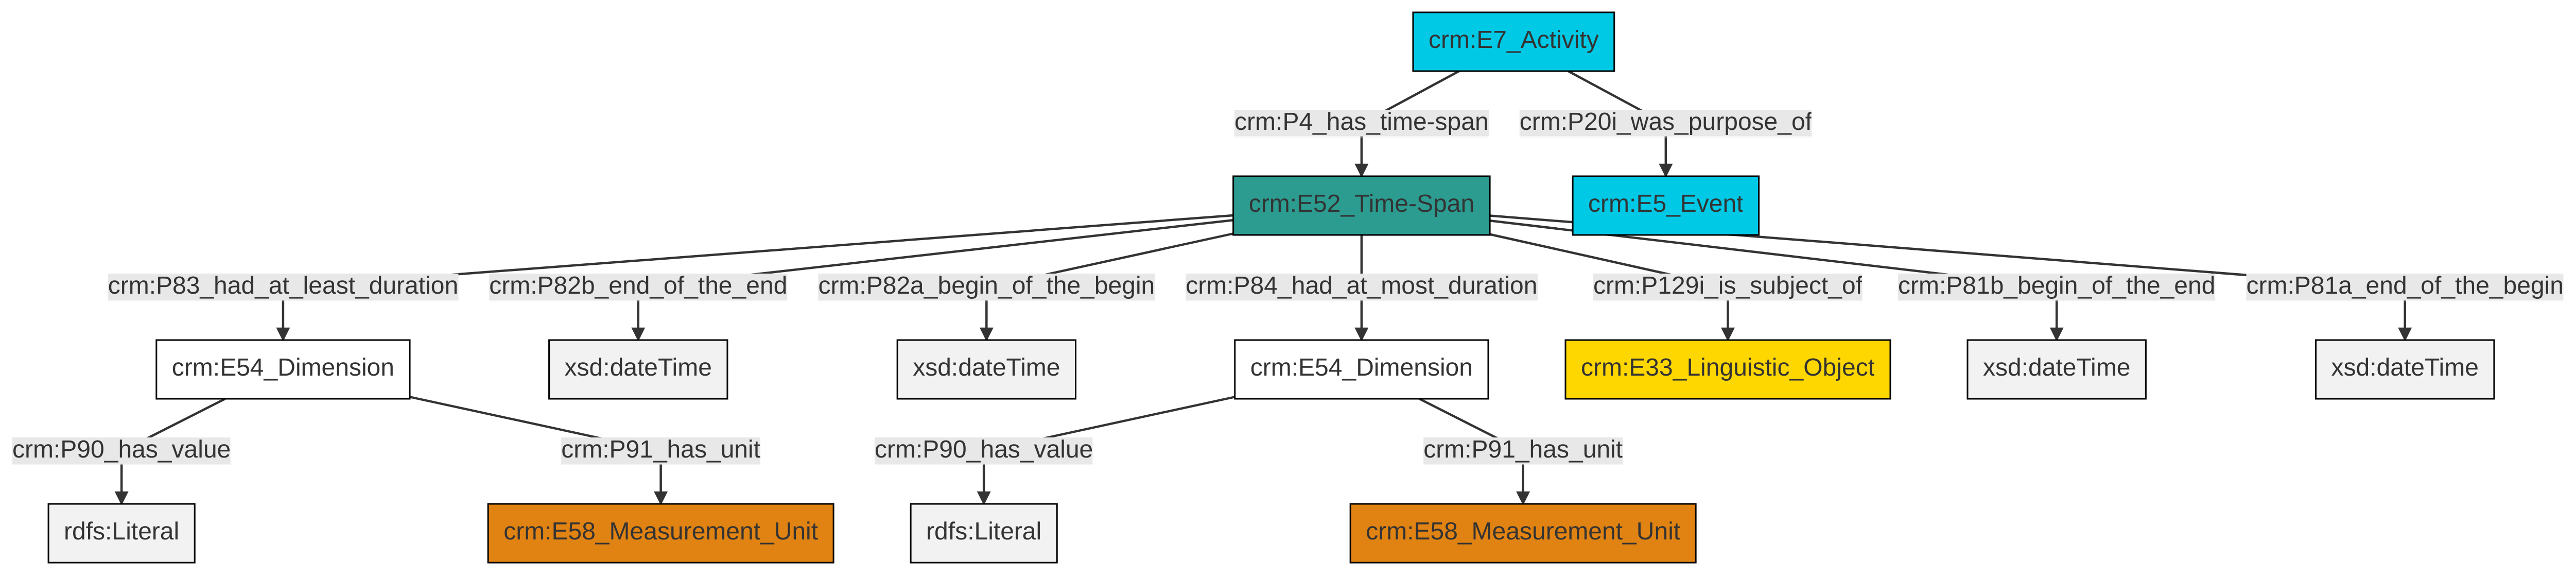 crm:E7_Activity
crm:P4_has_time-span
crm:P20i_was_purpose_of
crm:E52_Time-Span
crm:E5_Event
crm:P83_had_at_least_duration
crm:P82b_end_of_the_end
crm:P82a_begin_of_the_begin
crm:P84_had_at_most_duration
crm:P129i_is_subject_of
crm:P81b_begin_of_the_end
crm:P81a_end_of_the_begin
crm:E54_Dimension
xsd:dateTime
xsd:dateTime
crm:E54_Dimension
crm:E33_Linguistic_Object
xsd:dateTime
xsd:dateTime
crm:P90_has_value
crm:P91_has_unit
crm:P90_has_value
crm:P91_has_unit
rdfs:Literal
crm:E58_Measurement_Unit
rdfs:Literal
crm:E58_Measurement_Unit